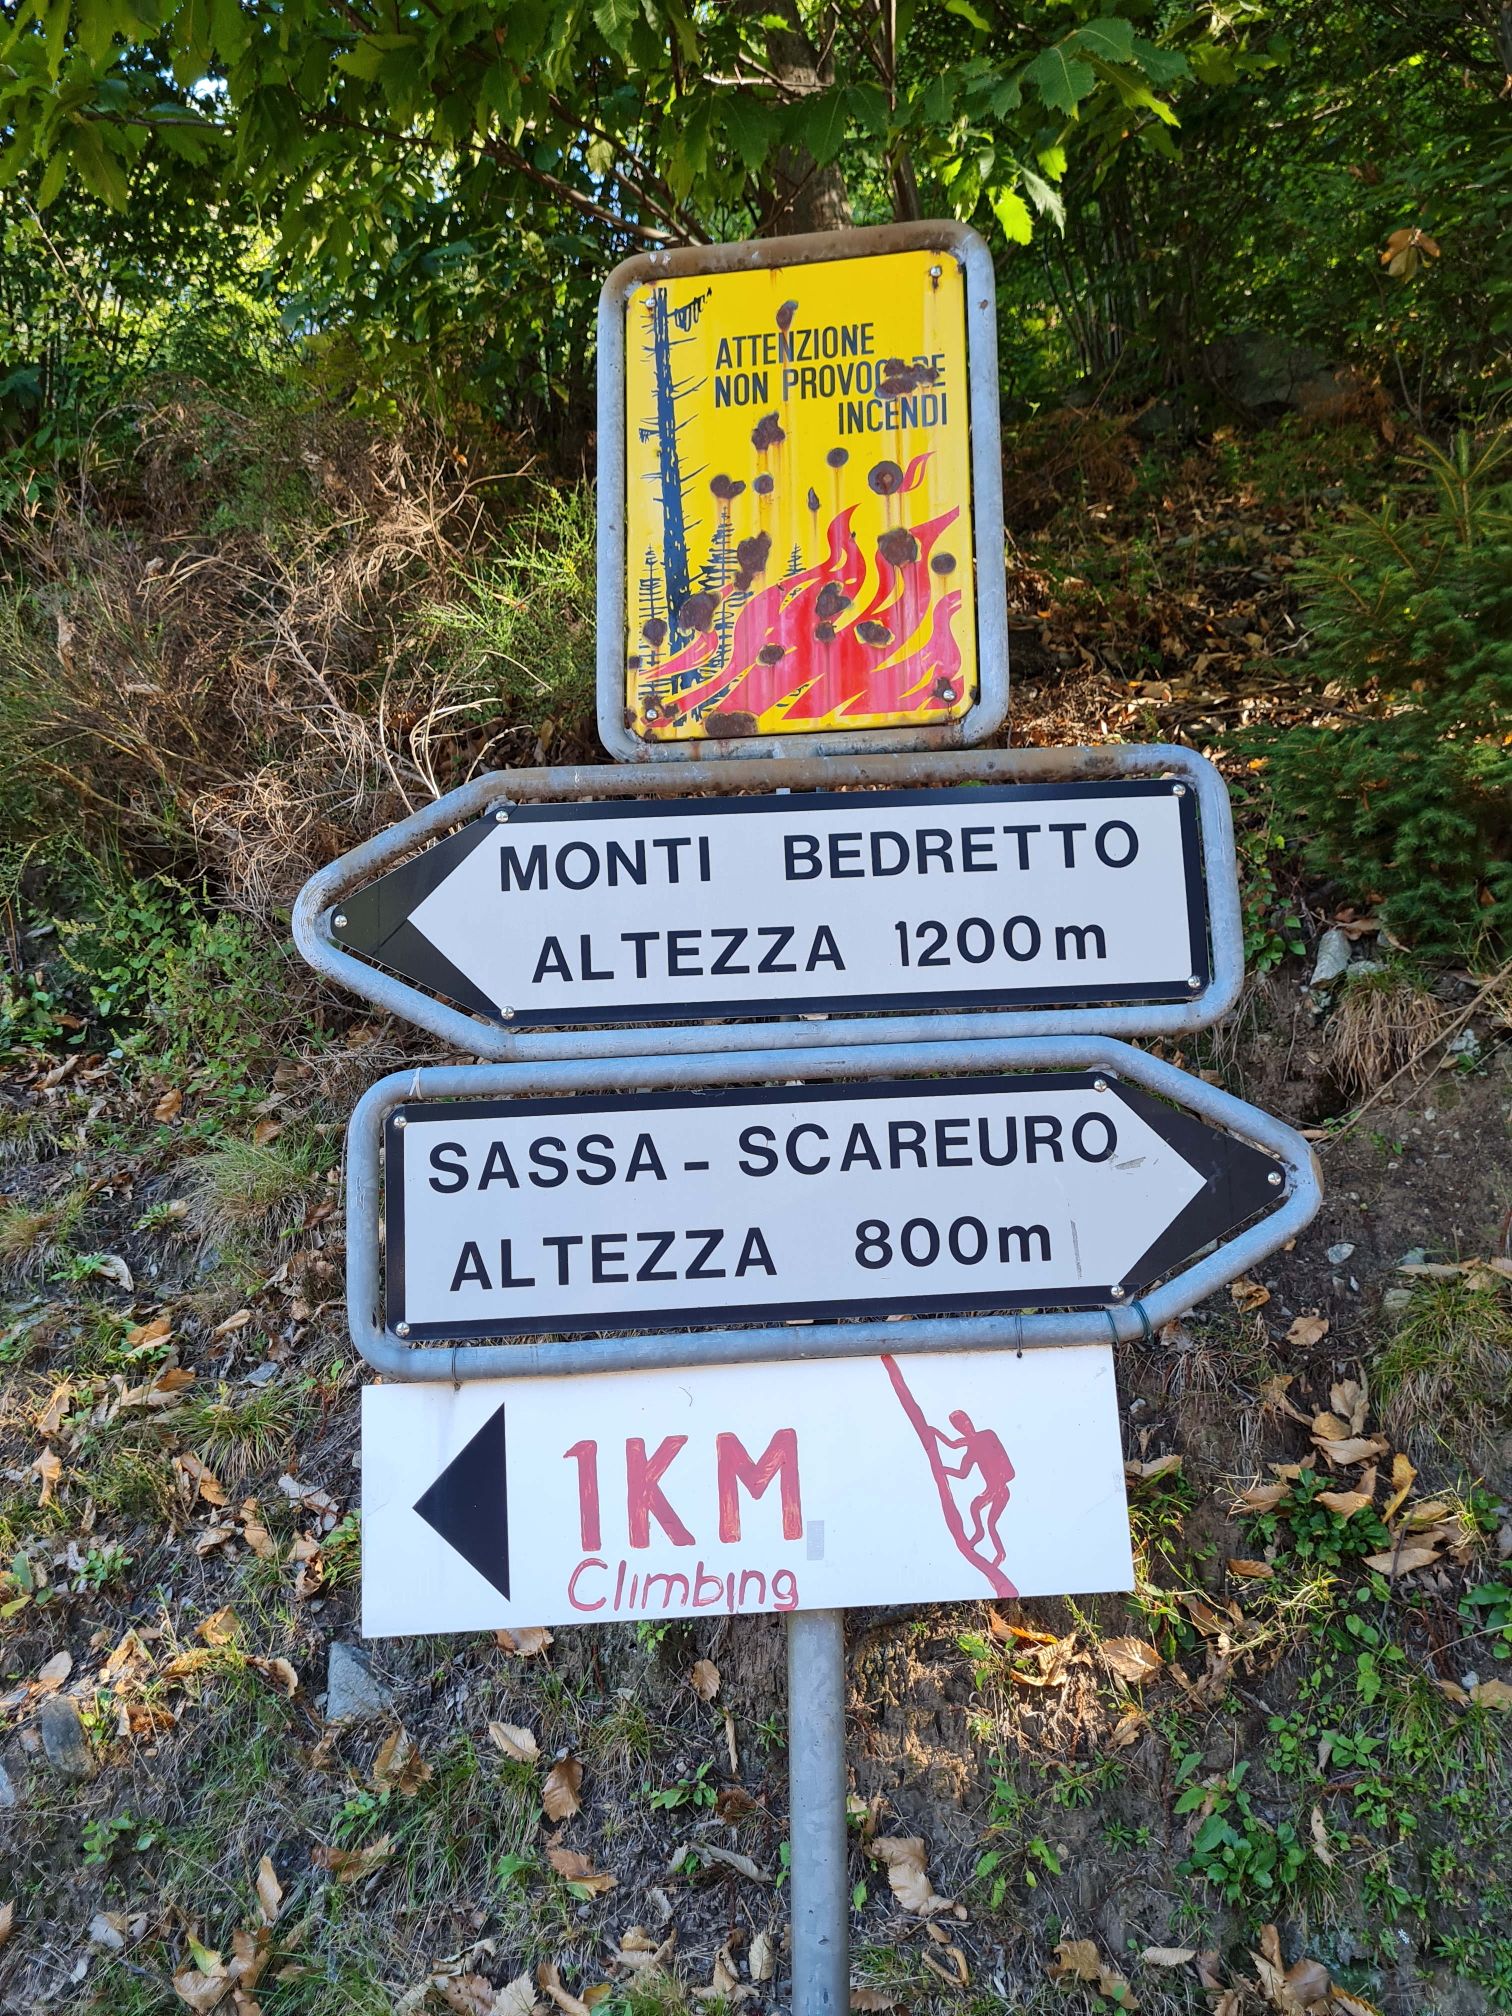 ATTENZIONE
NON PROVOCARE
INCENDI
MONTI BEDRETTO
ALTEZZA 1200m
SASSA - SCAREURO
ALTEZZA 800m
1KM
Climbing